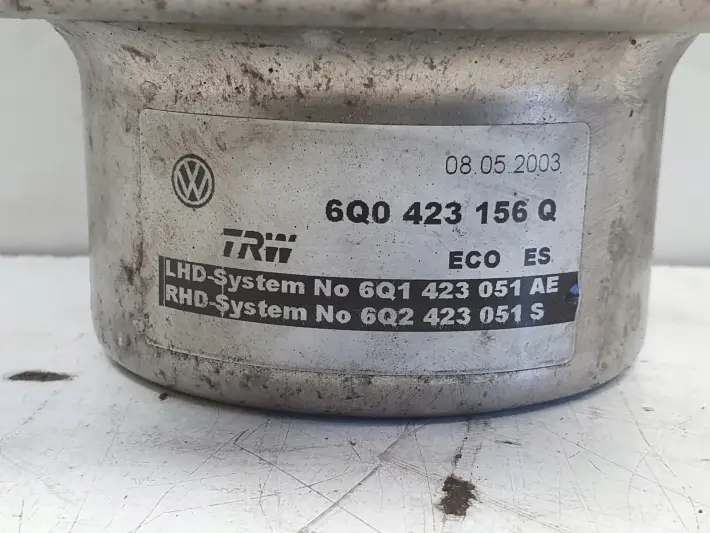 VW
08.05.2003
6Q0 423 156 Q
TRW
ECO ES
LHD-System No 6Q1 423 051 AE
RHD-System No 6Q2 423 051 S